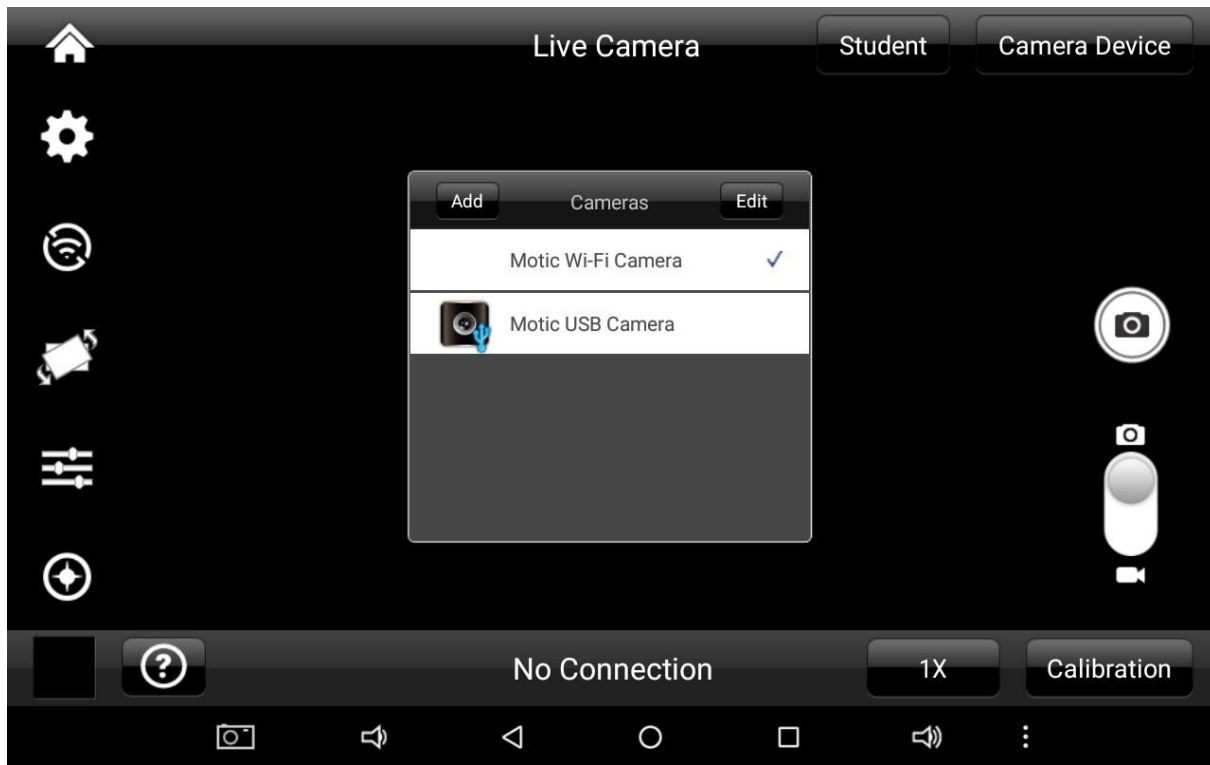 Live Camera
Student
Camera Device
Add
Cameras
Edit
Motic Wi-Fi Camera
Motic USB Camera
?
No Connection
1X
Calibration